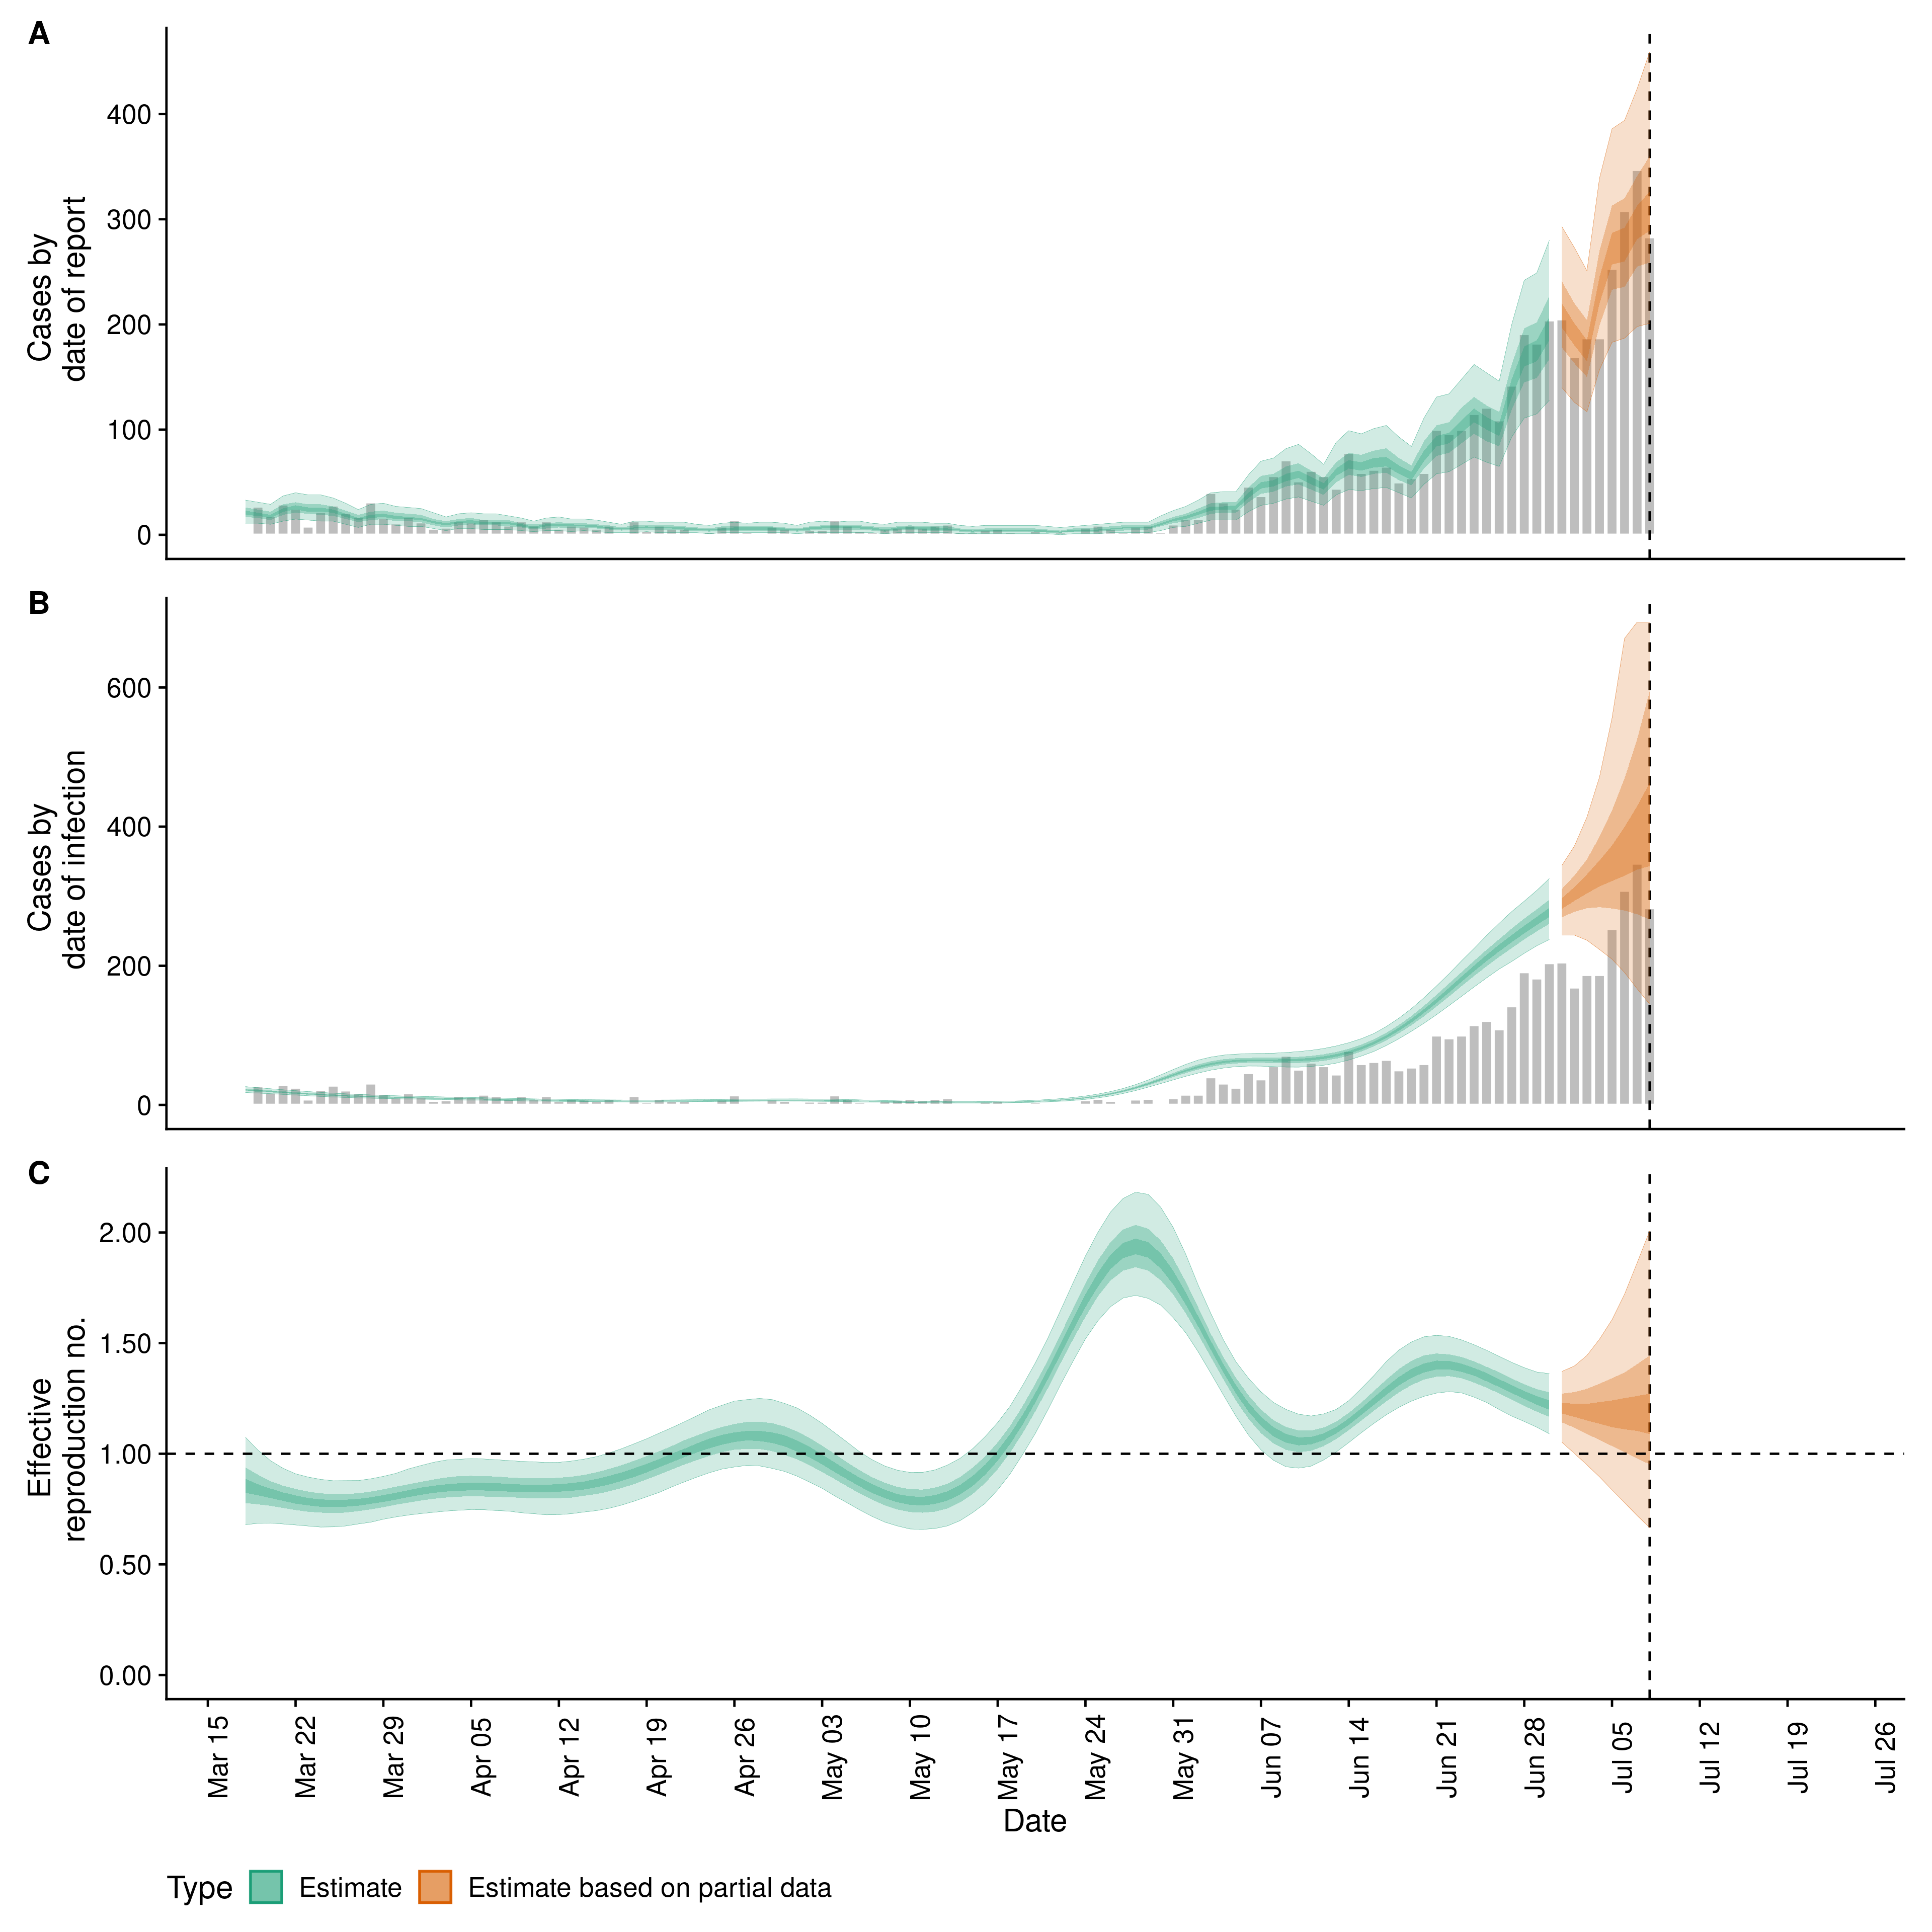 A
Cases by
date of report
400
300
200
100
0
B
Cases by
date of infection
600
400
200
0
C
Effective
reproduction no.
2.00
1.50
1.00
0.50
0.00
Mar 15
Mar 22
Mar 29
Apr 05
Apr 12
Apr 19
Apr 26
May 03
May 10
May 17
May 24
May 31
Jun 07
Jun 14
Jun 21
Jun 28
Jul 05
Jul 12
Jul 19
Jul 26
Date
Type Estimate Estimate based on partial data